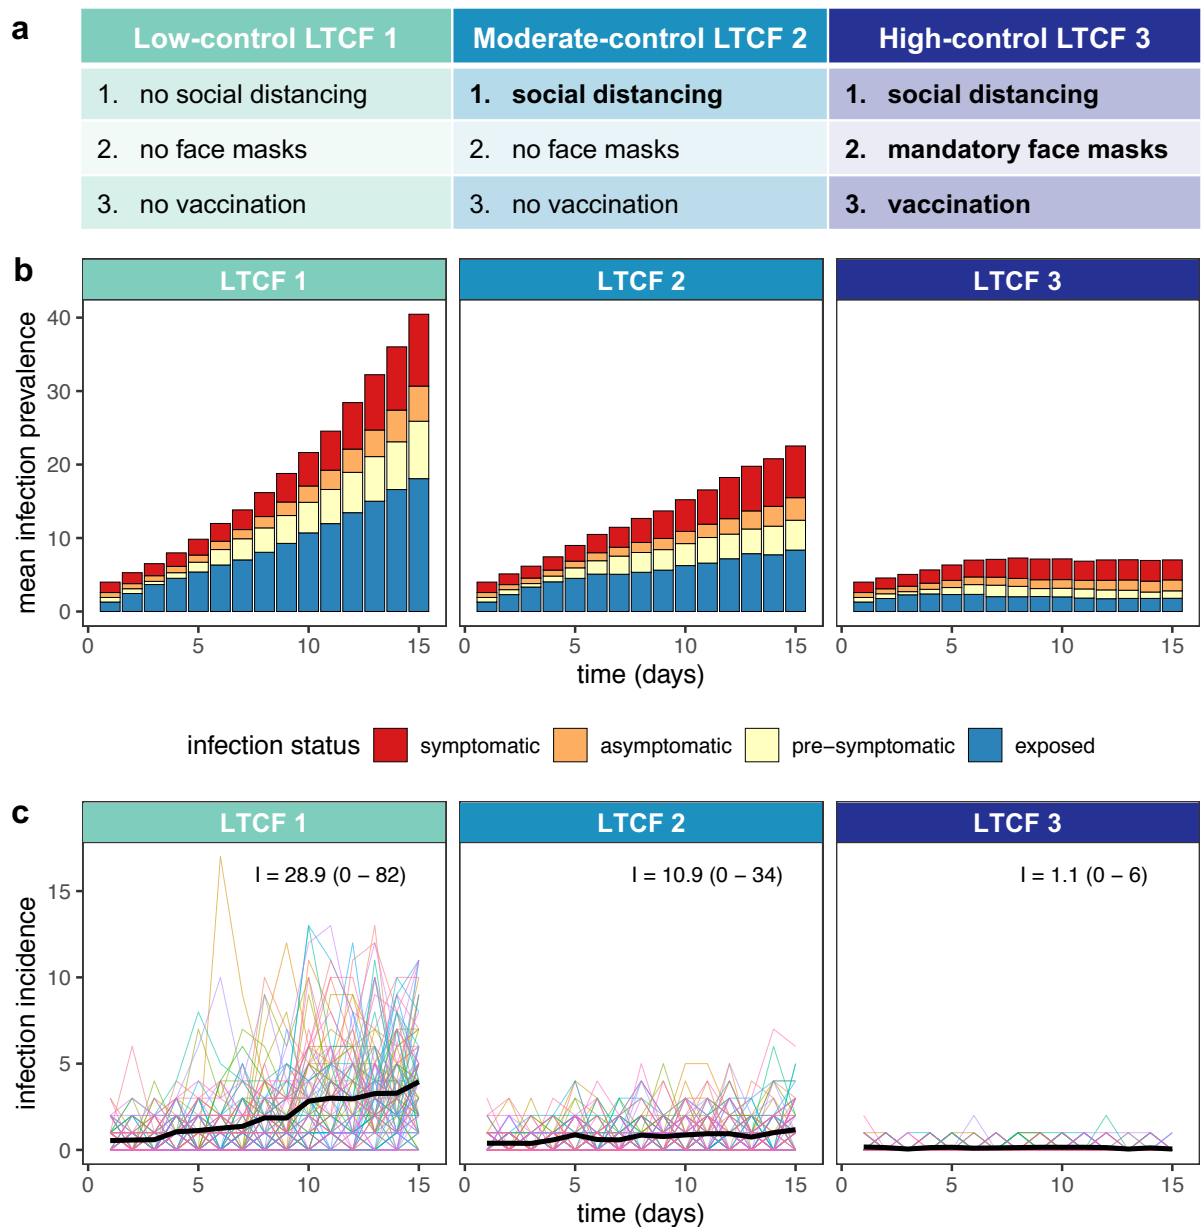 a
Low-control LTCF 1
Moderate-control LTCF 2
High-control LTCF 3
1. no social distancing
1. social distancing
1. social distancing
2. no face masks
2. no face masks
2. mandatory face masks
3. no vaccination
3. no vaccination
3. vaccination
b
LTCF 1
LTCF 2
LTCF 3
mean infection prevalence
40
30
20
10
0
0 5 10 15
0 5 10 15
0 5 10 15
time (days)
infection status symptomatic asymptomatic pre−symptomatic exposed
c
LTCF 1
LTCF 2
LTCF 3
infection incidence
I = 28.9 (0 − 82)
I = 10.9 (0 − 34)
I = 1.1 (0 − 6)
15
10
5
0
0 5 10 15
0 5 10 15
0 5 10 15
time (days)